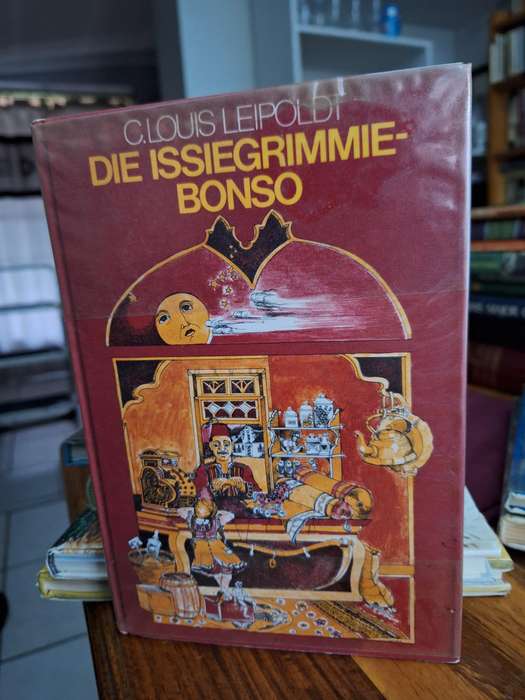 C. LOUIS LEIPOLDT
DIE ISSIEGRIMMIE-
BONSO